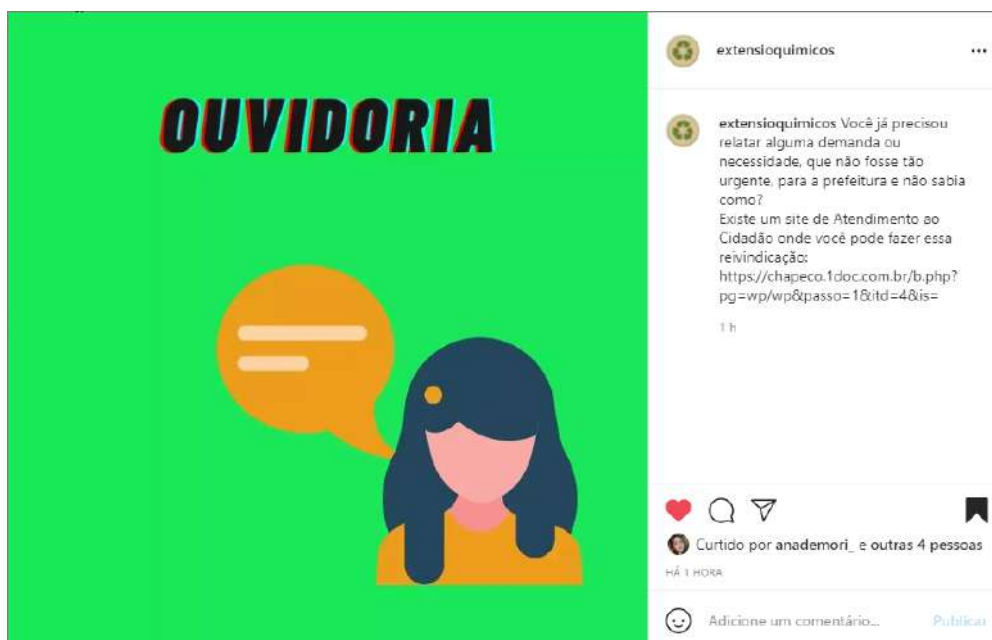 OUVIDORIA
extensioquimicos
extensioquimicos Você já precisou
relatar alguma demanda ou
necessidade, que não fosse tão
urgente, para a prefeitura e não sabia
como?
Existe um site de Atendimento ao
Cidadão onde você pode fazer essa
reivindicação:
https://chapeco.1doc.com.br/b.php?
pg=wp/wp&passo=1&itd=4&is=
1 h
Curtido por anademori_ e outras 4 pessoas
HÁ 1 HORA
Adicione um comentário...
Publicar